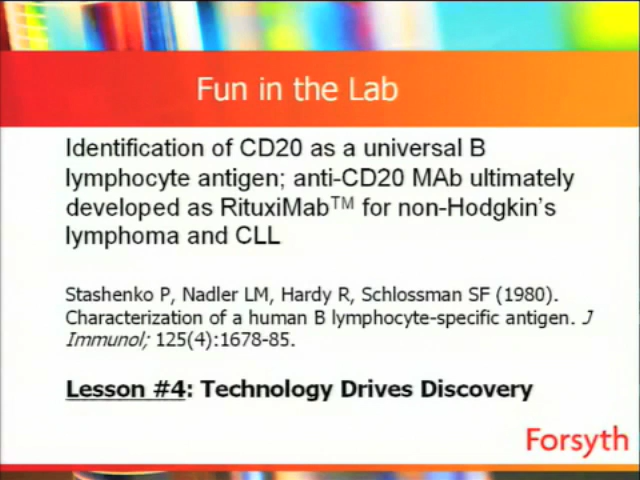 Fun in the Lab
Identification of CD20 as a universal B
lymphocyte antigen; anti-CD20 MAb ultimately
developed as RituxiMab™ for non-Hodgkin's
lymphoma and CLL
Stashenko P, Nadler LM, Hardy R, Schlossman SF (1980).
Characterization of a human B lymphocyte-specific antigen. J
Immunol; 125(4):1678-85.
Lesson #4: Technology Drives Discovery
Forsyth